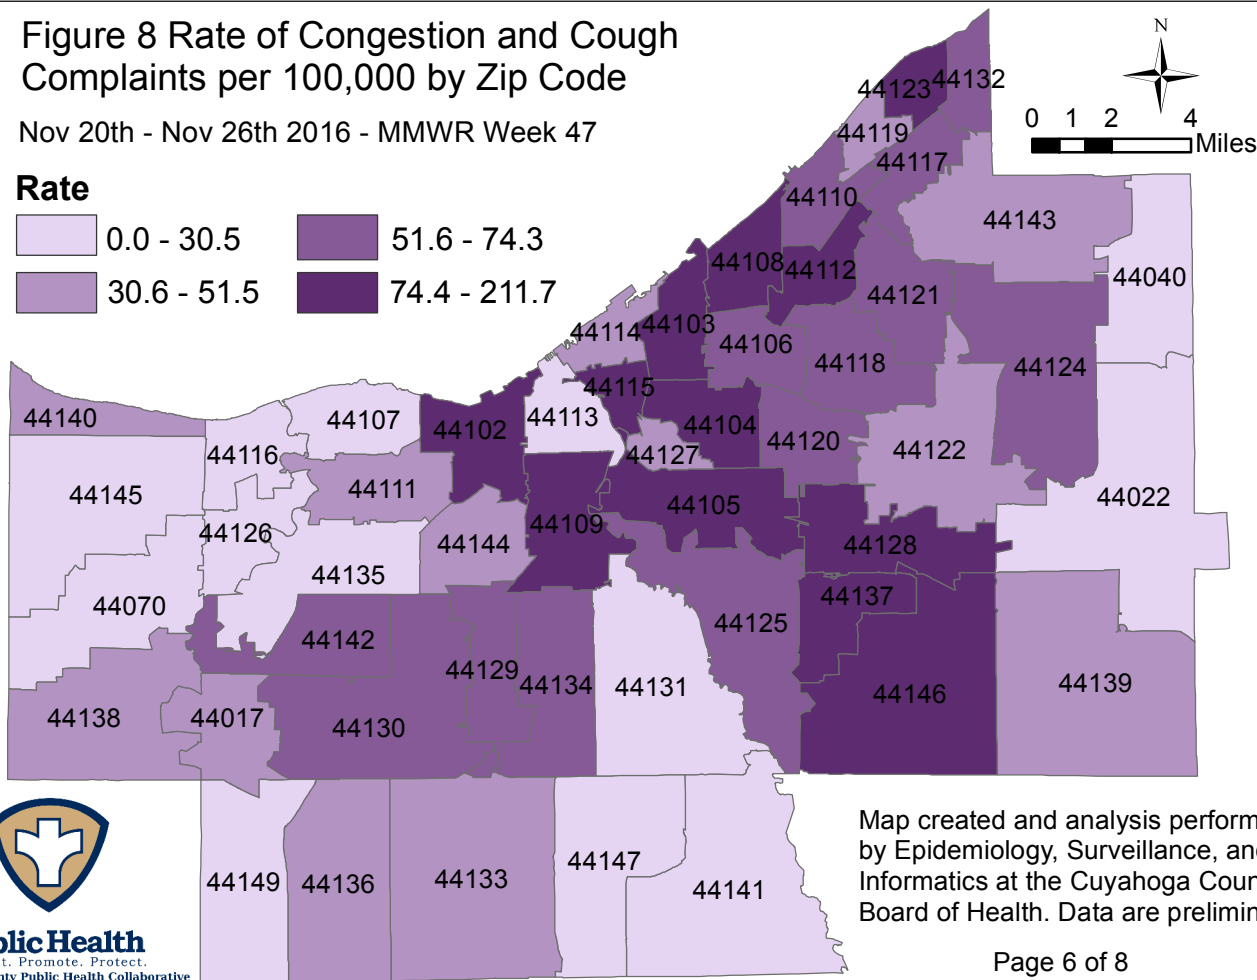 Figure 8 Rate of Congestion and Cough
Complaints per 100,000 by Zip Code
Nov 20th - Nov 26th 2016 - MMWR Week 47
Rate
0.0 - 30.5
51.6 - 74.3
30.6 - 51.5
74.4 - 211.7
N
0 1 2 4
Miles
44132
44123
44119
44117
44110
44143
44108
44112
44040
44121
44114
44103
44106
44118
44124
44115
44140
44107
44102
44113
44104
44120
44122
44116
44127
44145
44111
44105
44022
44126
44109
44144
44128
44135
44070
44137
44142
44125
44129
44134
44131
44146
44139
44138
44017
44130
44149
44136
44133
44147
44141
Map created and analysis perform
by Epidemiology, Surveillance, an
Informatics at the Cuyahoga Coun
Board of Health. Data are prelimin
Page 6 of 8
blic Health
t. Promote. Protect.
nty Public Health Collaborative